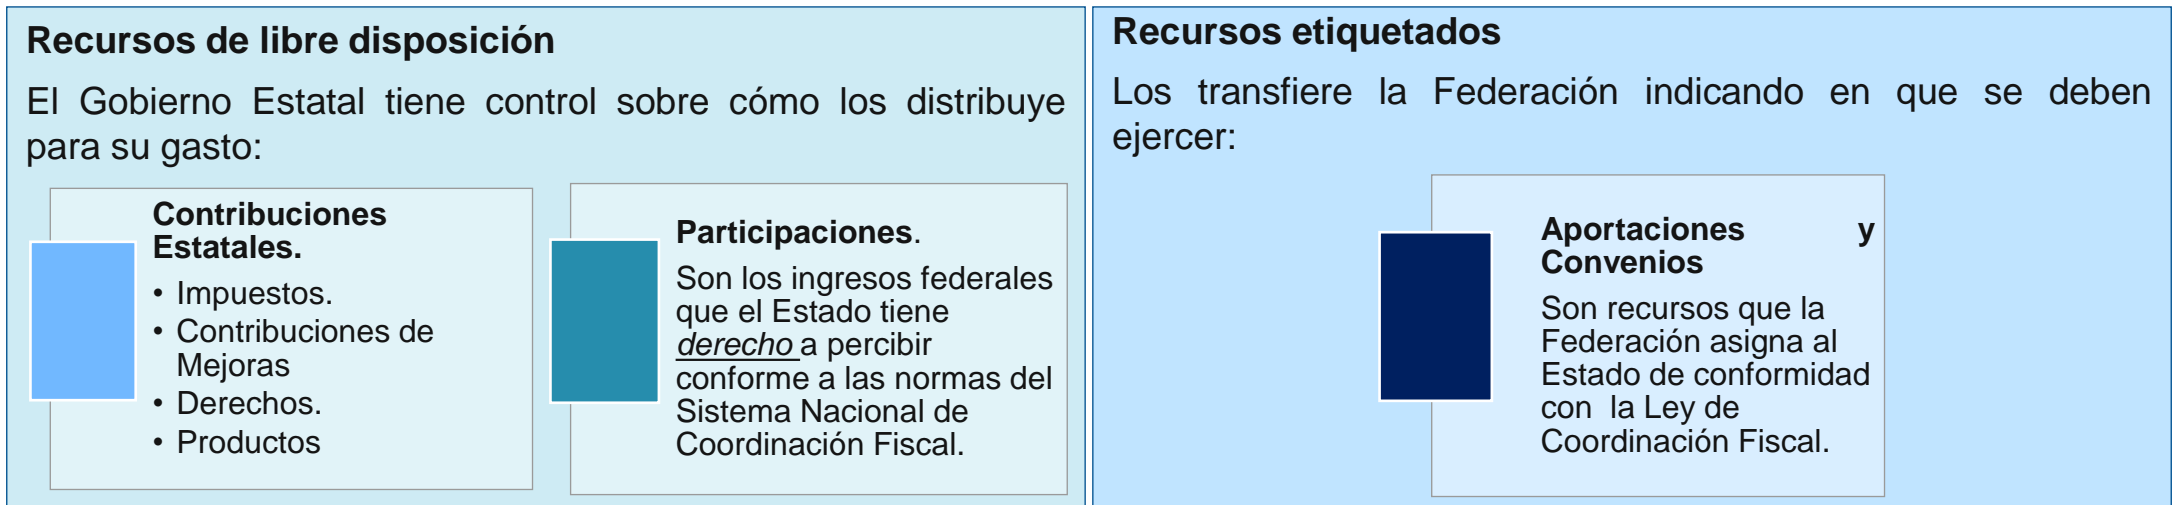 Recursos de libre disposición
El Gobierno Estatal tiene control sobre cómo los distribuye
para su gasto:
Contribuciones
Estatales.
• Impuestos.
• Contribuciones de
Mejoras
• Derechos.
• Productos
Participaciones.
Son los ingresos federales
que el Estado tiene
derecho a percibir
conforme a las normas del
Sistema Nacional de
Coordinación Fiscal.
Recursos etiquetados
Los transfiere la Federación indicando en que se deben
ejercer:
Aportaciones y
Convenios
Son recursos que la
Federación asigna al
Estado de conformidad
con la Ley de
Coordinación Fiscal.